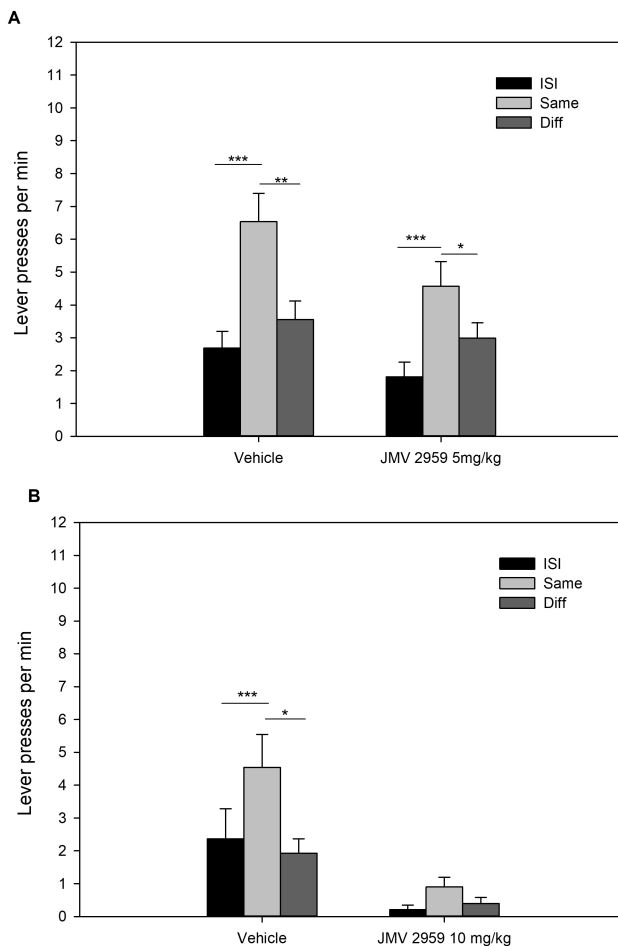 A
12
11
10
9
8
7
6
5
4
3
2
1
0
Lever presses per min
ISI
Same
Diff
***
**
***
*
Vehicle
JMV 2959 5mg/kg
B
12
11
10
9
8
7
6
5
4
3
2
1
0
Lever presses per min
ISI
Same
Diff
***
*
Vehicle
JMV 2959 10 mg/kg